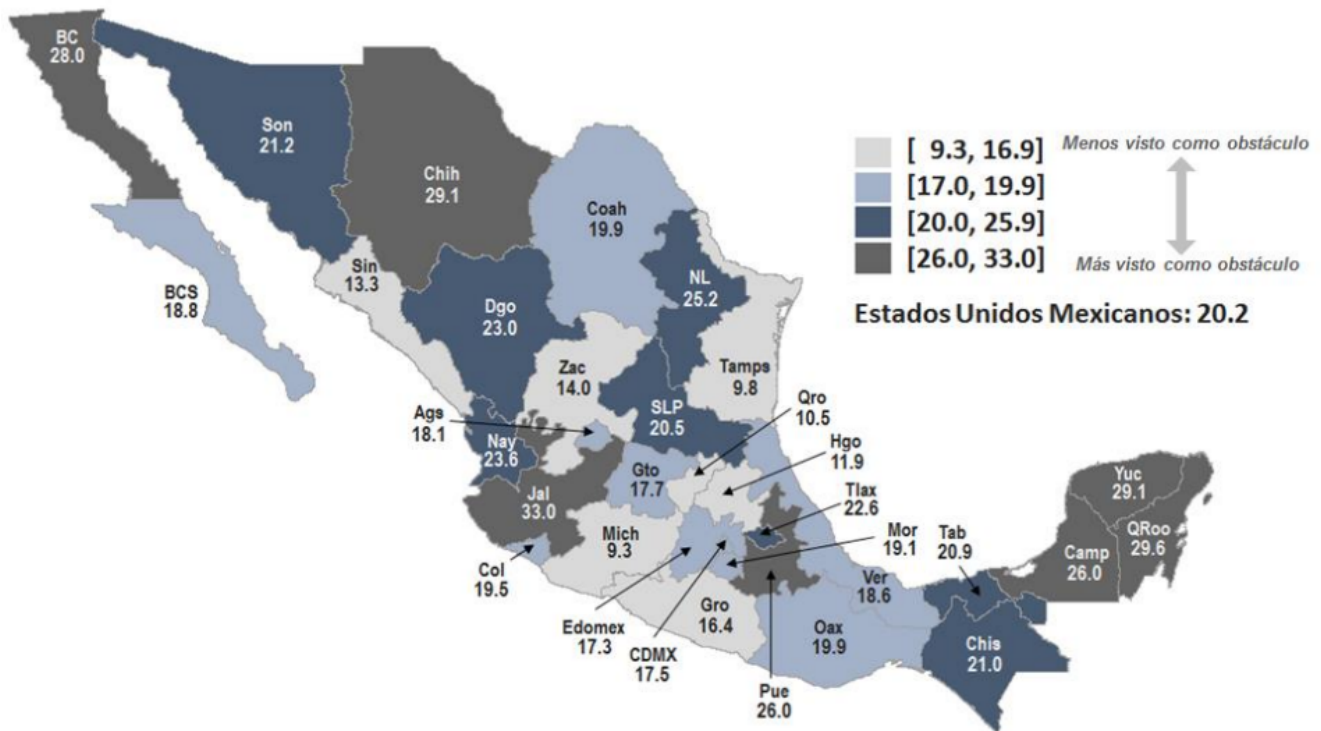 BC
28.0
Son
21.2
Chih
29.1
Coah
19.9
BCS
18.8
Sin
13.3
Dgo
23.0
NL
25.2
Zac
14.0
Tamps
9.8
SLP
20.5
Ags
18.1
Nay
23.6
Qro
10.5
Hgo
11.9
Gto
17.7
Jal
33.0
Tlax
22.6
Mich
9.3
Mor
19.1
Col
19.5
Ver
18.6
Gro
16.4
Edomex
17.3
CDMX
17.5
Oax
19.9
Pue
26.0
Tab
20.9
Chis
21.0
Camp
26.0
Yuc
29.1
QRoo
29.6
[ 9.3, 16.9]
[17.0, 19.9]
[20.0, 25.9]
[26.0, 33.0]
Menos visto como obstáculo
Más visto como obstáculo
Estados Unidos Mexicanos: 20.2